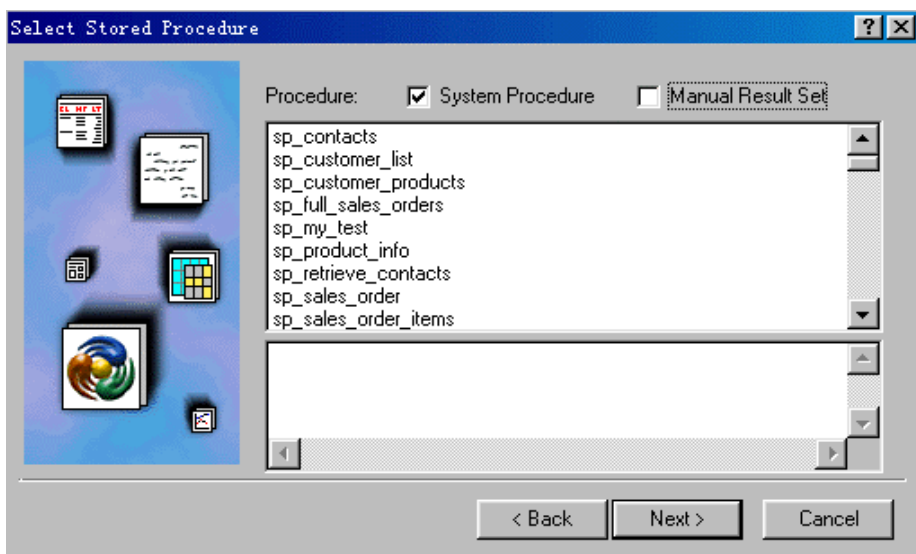 Select Stored Procedure
Procedure: System Procedure Manual Result Set
sp_contacts
sp_customer_list
sp_customer_products
sp_full_sales_orders
sp_my_test
sp_product_info
sp_retrieve_contacts
sp_sales_order
sp_sales_order_items
< Back Next > Cancel